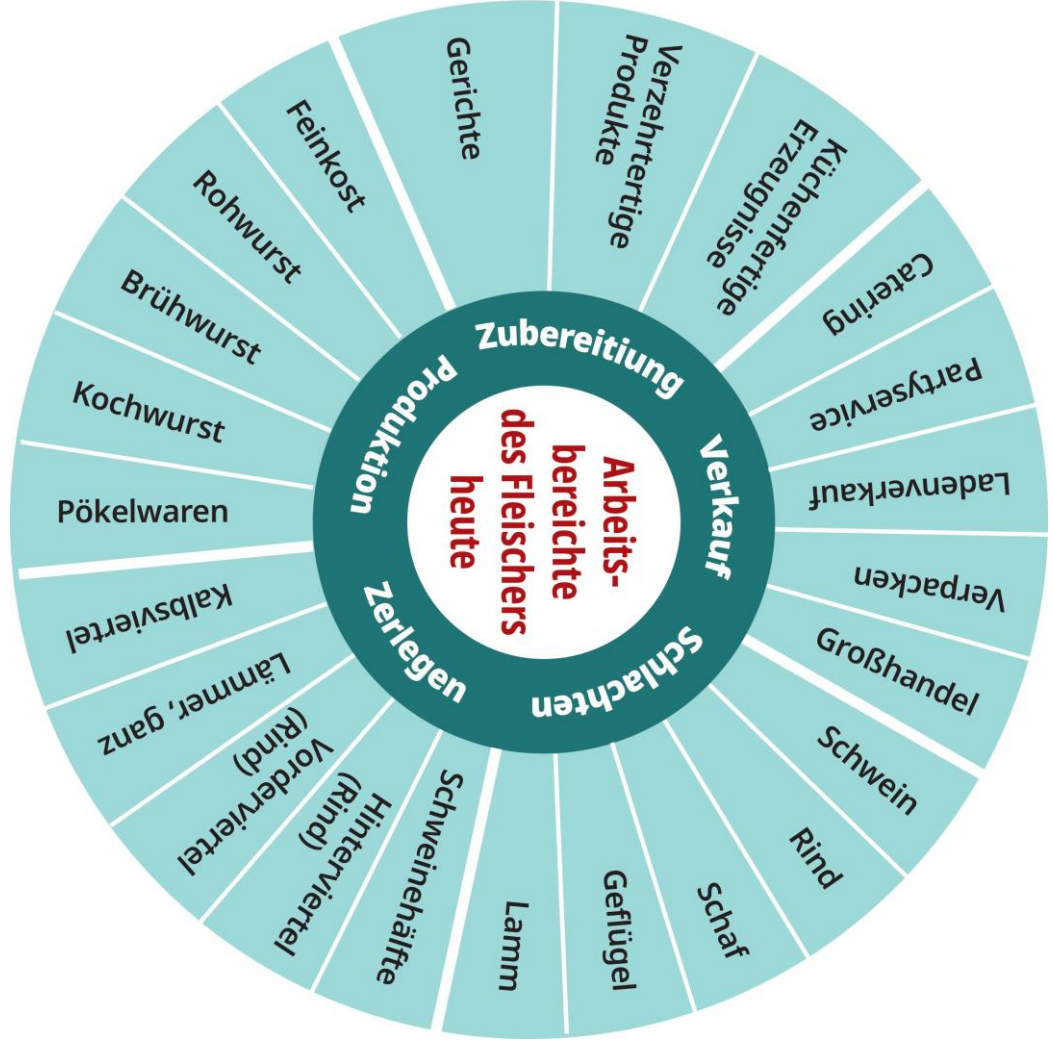 Arbeits-
bereichte
des Fleischers
heute
Zubereitiung
Gerichte
Verzehrtertige
Produkte
Küchenfertige
Erzeugnisse
Verkauf
Catering
Partyservice
Ladenverkauf
Verpacken
Großhandel
Schlachten
Schwein
Rind
Schaf
Geflügel
Lamm
Zerlegen
Schweinehälfte
Hinterviertel
(Rind)
Vorderviertel
(Rind)
Lämmer, ganz
Kalbsviertel
Produktion
Pökelwaren
Kochwurst
Brühwurst
Rohwurst
Feinkost